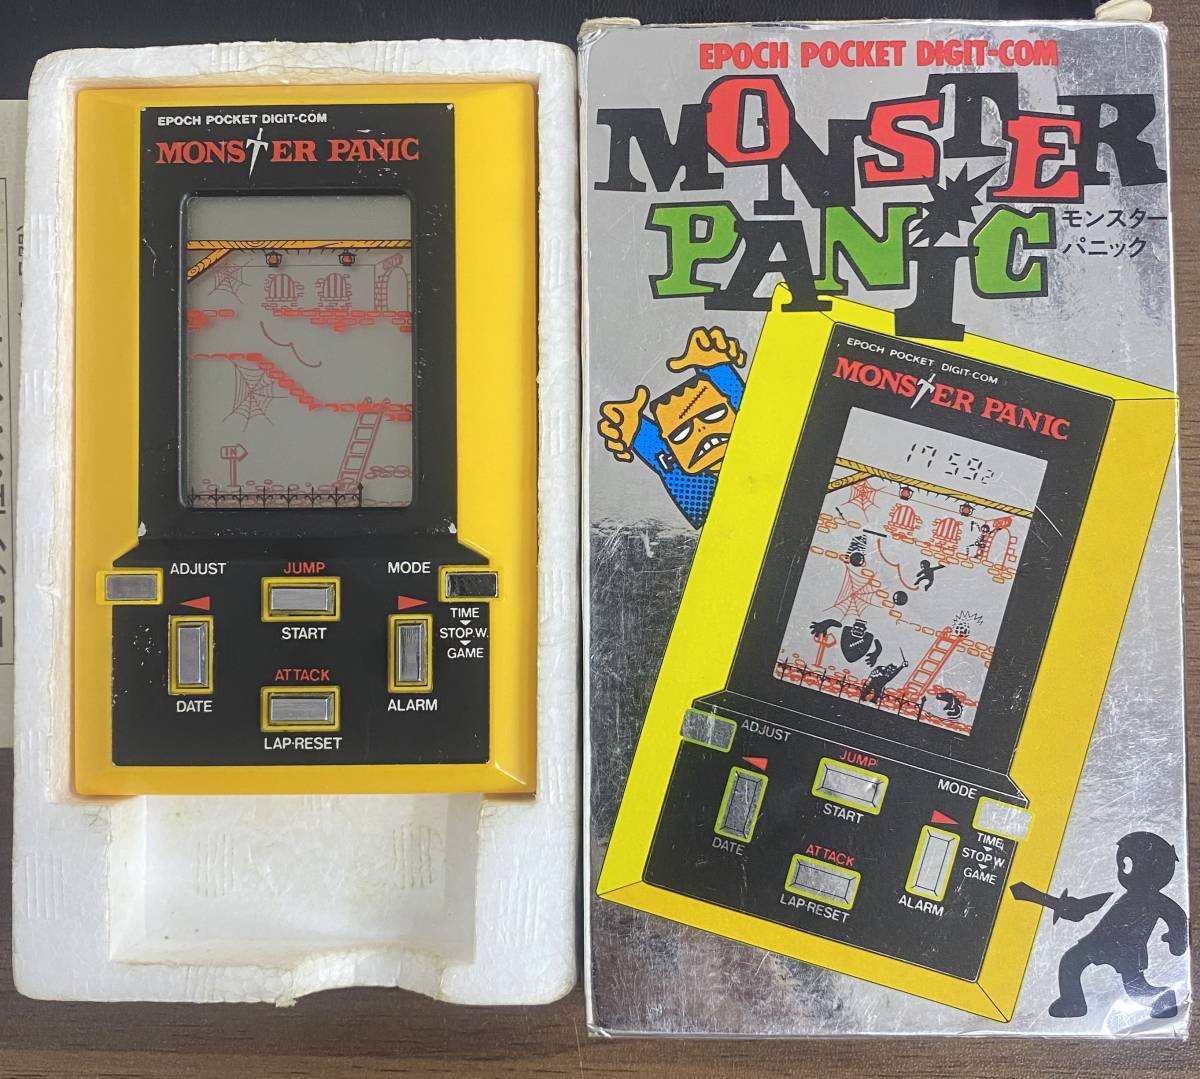 EPOCH POCKET DIGIT-COM
MONSTER PANIC
IN
ADJUST
JUMP
MODE
START
TIME
STOP.W.
GAME
DATE
ATTACK
ALARM
LAP·RESET
EPOCH POCKET DIGIT-COM
MONSTER
PANIC
モンスター
パニック
EPOCH POCKET DIGIT-COM
MONSTER PANIC
ADJUST
JUMP
MODE
START
TIME
STOP.W.
GAME
DATE
ATTACK
ALARM
LAP·RESET